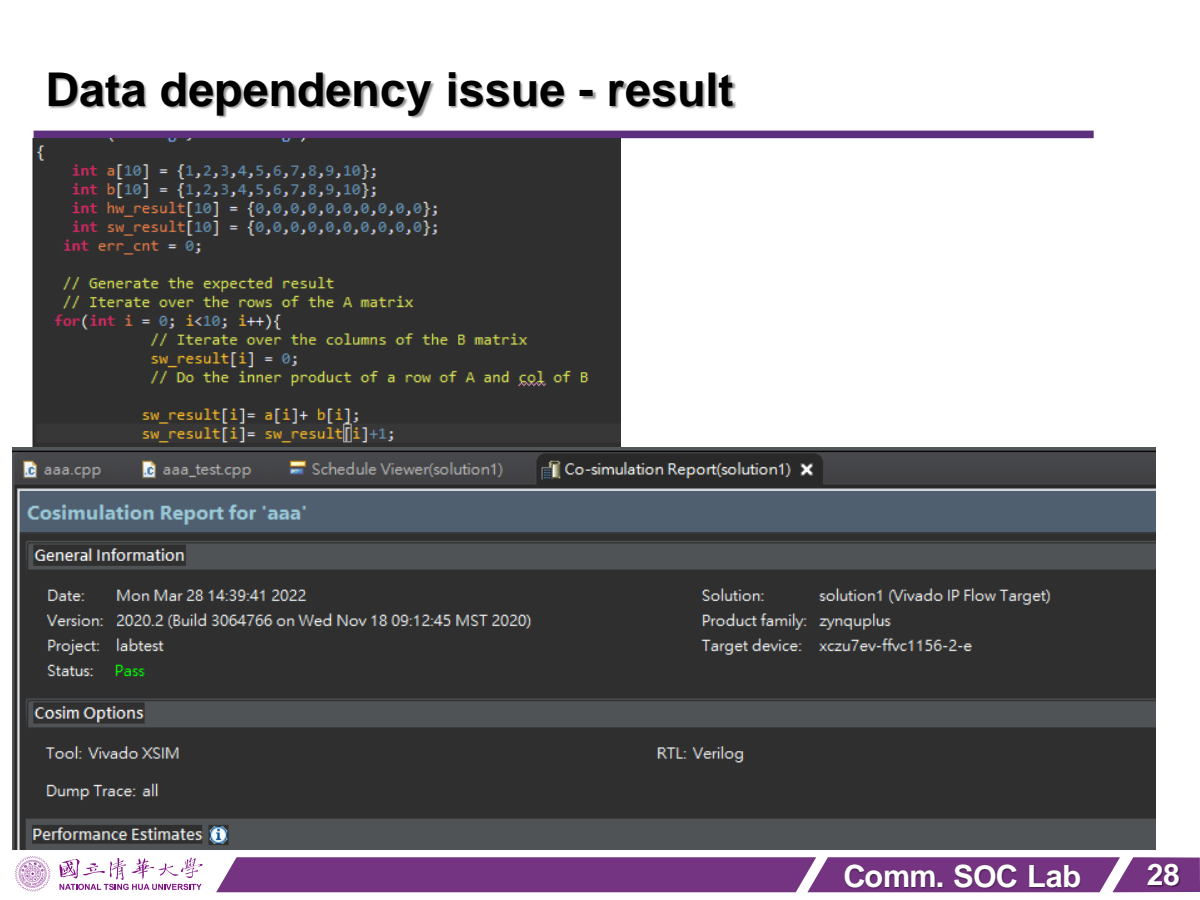 Data dependency issue - result
{
int a[10] = {1,2,3,4,5,6,7,8,9,10};
int b[10] = {1,2,3,4,5,6,7,8,9,10};
int hw_result[10] = {0,0,0,0,0,0,0,0,0,0};
int sw_result[10] = {0,0,0,0,0,0,0,0,0,0};
int err_cnt = 0;
// Generate the expected result
// Iterate over the rows of the A matrix
for(int i = 0; i<10; i++){
// Iterate over the columns of the B matrix
sw_result[i] = 0;
// Do the inner product of a row of A and col of B
sw_result[i]= a[i]+ b[i];
sw_result[i]= sw_result[i]+1;
aaa.cpp aaa_test.cpp Schedule Viewer(solution1) Co-simulation Report(solution1)
Cosimulation Report for 'aaa'
General Information
Date: Mon Mar 28 14:39:41 2022 Solution: solution1 (Vivado IP Flow Target)
Version: 2020.2 (Build 3064766 on Wed Nov 18 09:12:45 MST 2020) Product family: zynquplus
Project: labtest Target device: xczu7ev-ffvc1156-2-e
Status: Pass
Cosim Options
Tool: Vivado XSIM RTL: Verilog
Dump Trace: all
Performance Estimates
國立清華大學
NATIONAL TSING HUA UNIVERSITY
Comm. SOC Lab 28